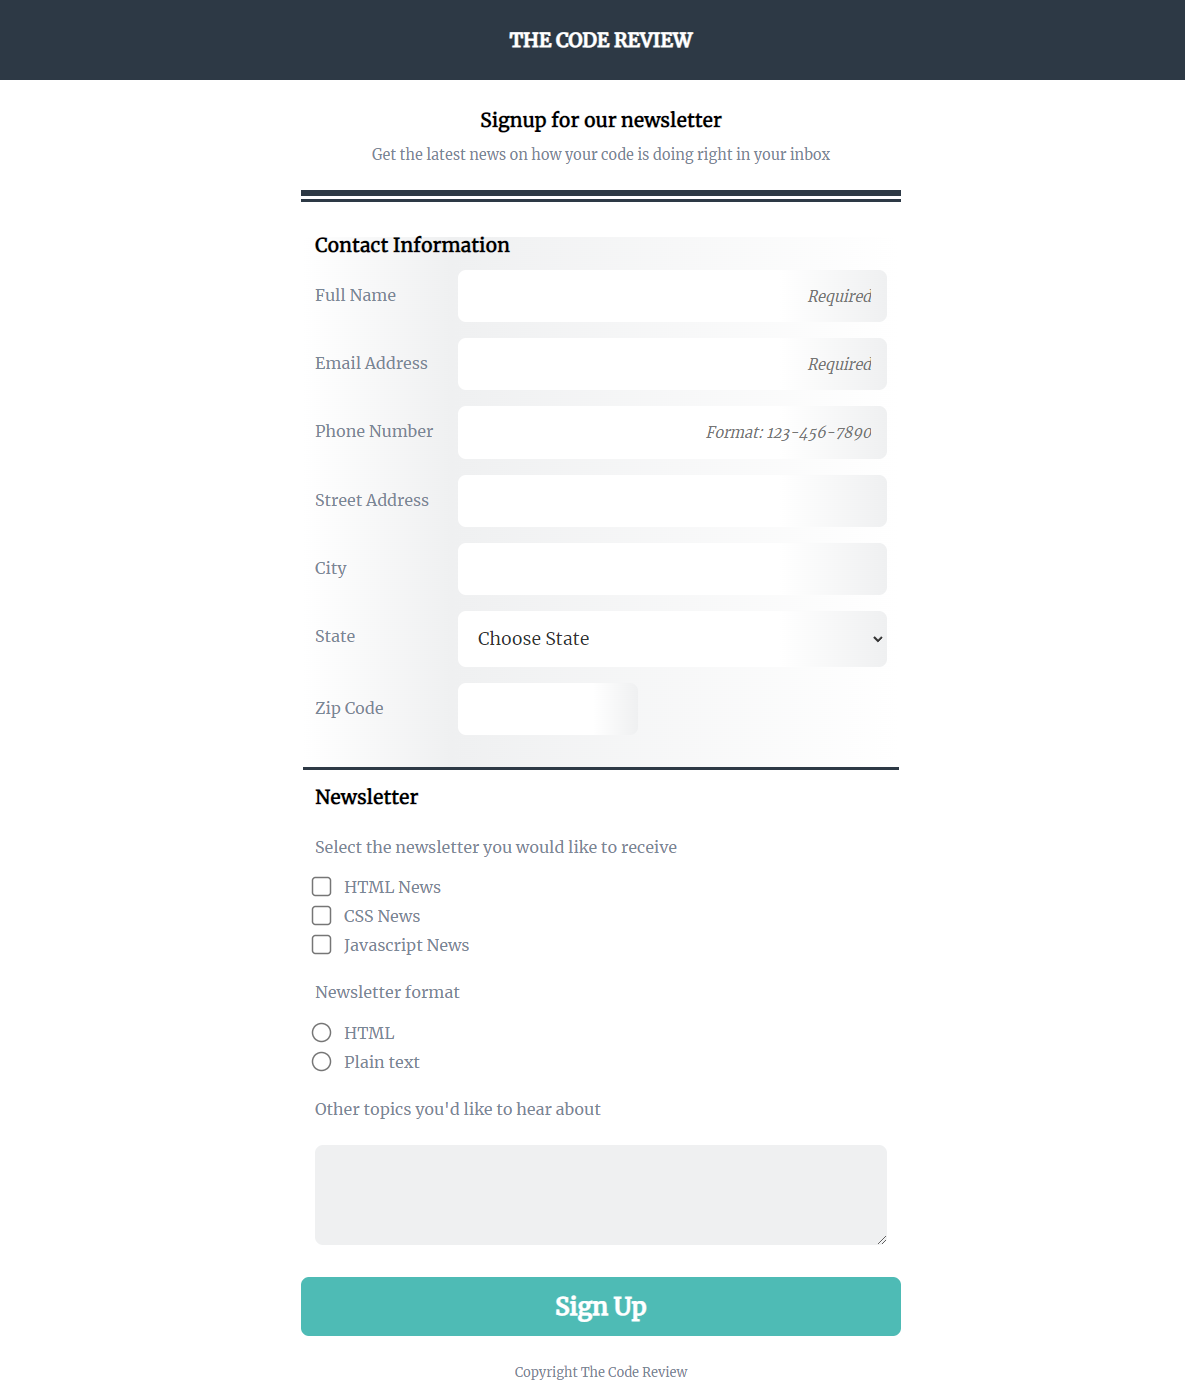 THE CODE REVIEW
Signup for our newsletter
Get the latest news on how your code is doing right in your inbox
Contact Information
Full Name Required
Email Address Required
Phone Number Format: 123-456-7890
Street Address
City
State Choose State
Zip Code
Newsletter
Select the newsletter you would like to receive
HTML News
CSS News
Javascript News
Newsletter format
HTML
Plain text
Other topics you'd like to hear about
Sign Up
Copyright The Code Review